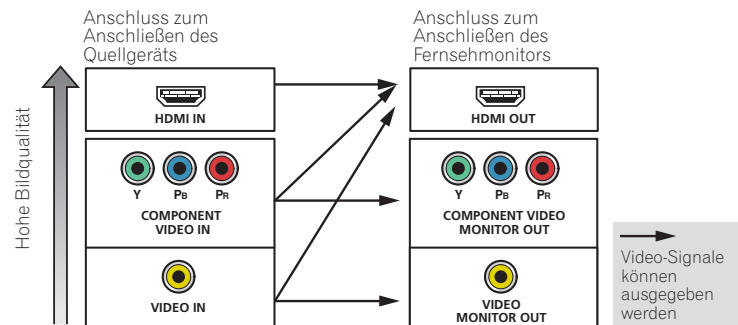 Anschluss zum
Anschließen des
Quellgeräts
Anschluss zum
Anschließen des
Fernsehmonitors
Hohe Bildqualität
HDMI IN
HDMI OUT
Y PB PR
COMPONENT
VIDEO IN
Y PB PR
COMPONENT VIDEO
MONITOR OUT
VIDEO IN
VIDEO
MONITOR OUT
Video-Signale
können
ausgegeben
werden